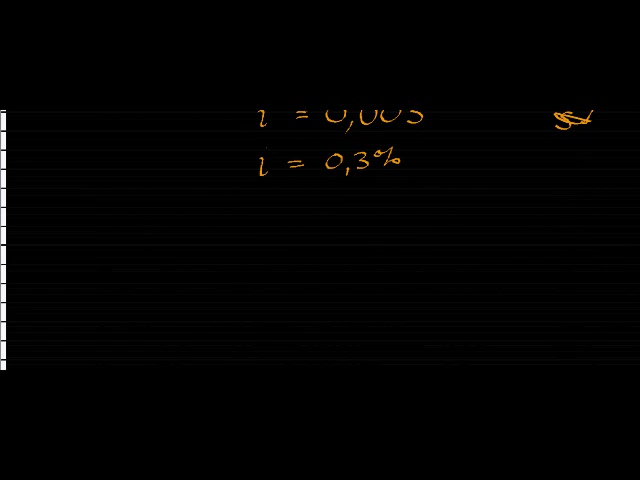 i = 0,003
i = 0,3%